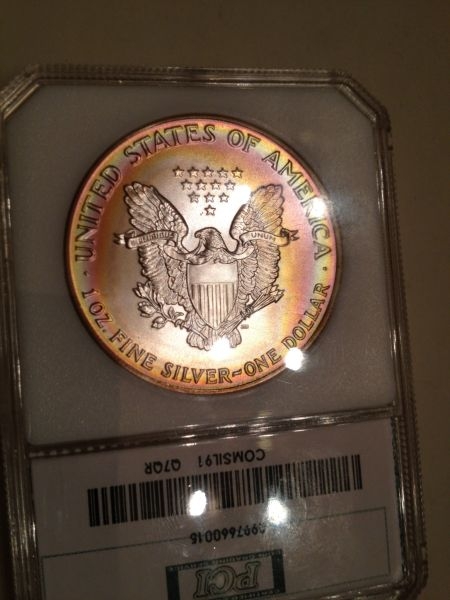 UNITED STATES OF AMERICA
PLURIBUS UNUM
1 OZ. FINE SILVER~ONE DOLLAR
COMSIL91 Q7QR
PCI